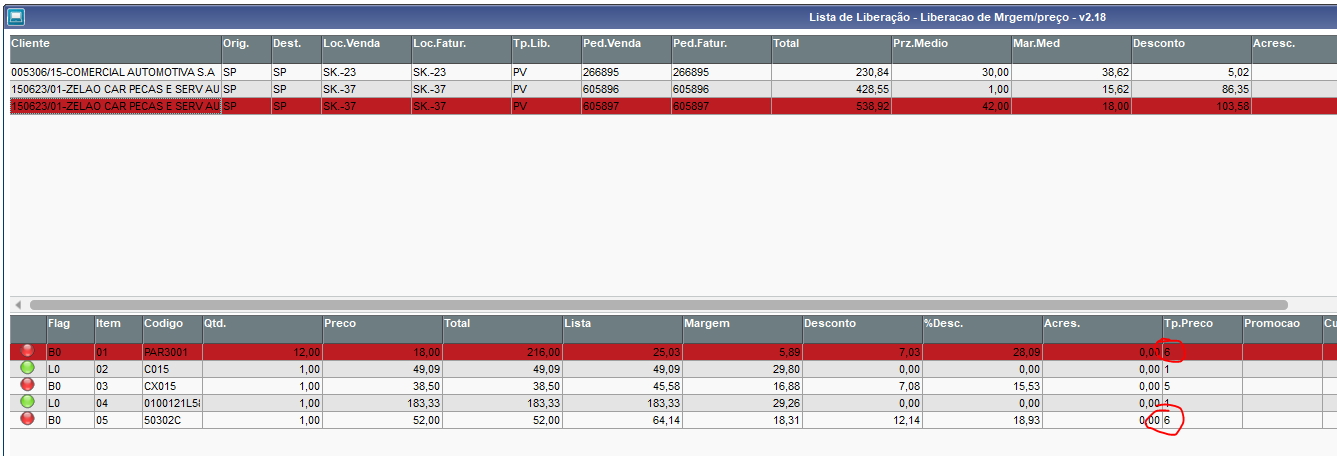 Lista de Liberação - Liberacao de Mrgem/preço - v2.18
Cliente Orig. Dest. Loc.Venda Loc.Fatur. Tp.Lib. Ped.Venda Ped.Fatur. Total Prz.Medio Mar.Med Desconto Acresc.
005306/15-COMERCIAL AUTOMOTIVA S.A SP SP SK.-23 SK.-23 PV 266895 266895 230,84 30,00 38,62 5,02
150623/01-ZELAO CAR PECAS E SERV AU SP SP SK.-37 SK.-37 PV 605896 605896 428,55 1,00 15,62 86,35
150623/01-ZELAO CAR PECAS E SERV AU SP SP SK.-37 SK.-37 PV 605897 605897 538,92 42,00 18,00 103,58
Flag Item Codigo Qtd. Preco Total Lista Margem Desconto %Desc. Acres. Tp.Preco Promocao Cu
B0 01 PAR3001 12,00 18,00 216,00 25,03 5,89 7,03 28,09 0,00 6
L0 02 C015 1,00 49,09 49,09 49,09 29,80 0,00 0,00 0,00 1
B0 03 CX015 1,00 38,50 38,50 45,58 16,88 7,08 15,53 0,00 5
L0 04 0100121L58 1,00 183,33 183,33 183,33 29,26 0,00 0,00 0,00 1
B0 05 50302C 1,00 52,00 52,00 64,14 18,31 12,14 18,93 0,00 6